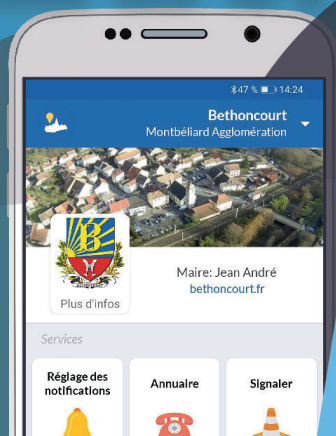 47 % 14:24
Bethoncourt
Montbéliard Agglomération
B
Maire: Jean André
bethoncourt.fr
Plus d'infos
Services
Réglage des
notifications
Annuaire
Signaler